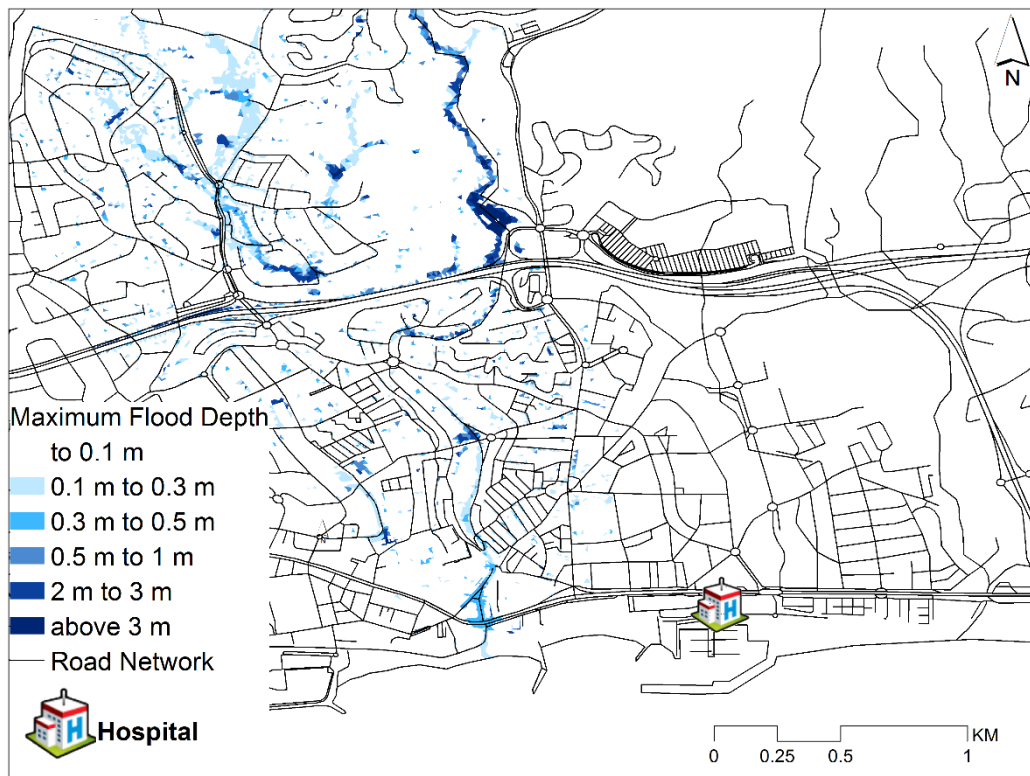 N
Maximum Flood Depth
to 0.1 m
0.1 m to 0.3 m
0.3 m to 0.5 m
0.5 m to 1 m
2 m to 3 m
above 3 m
Road Network
H
Hospital
H
KM
0 0.25 0.5 1